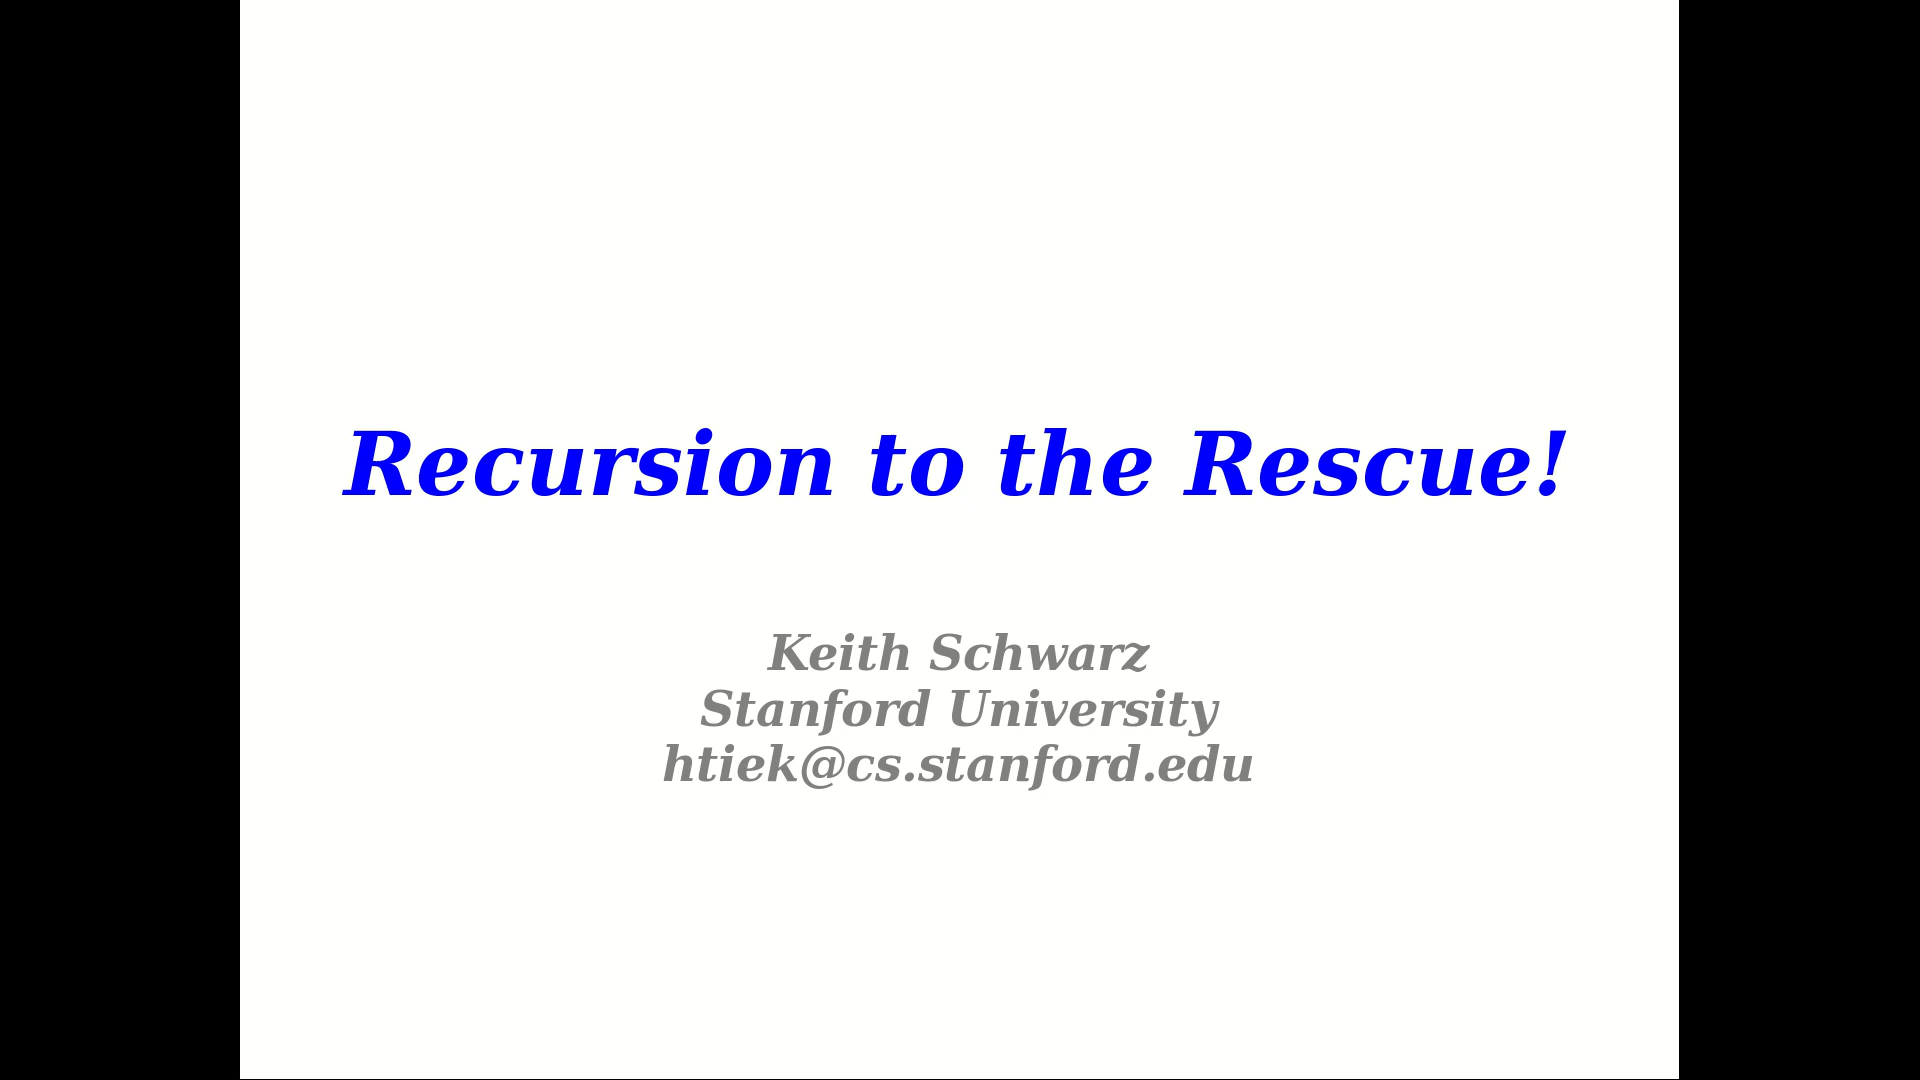 Recursion to the Rescue!
Keith Schwarz
Stanford University
htiek@cs.stanford.edu